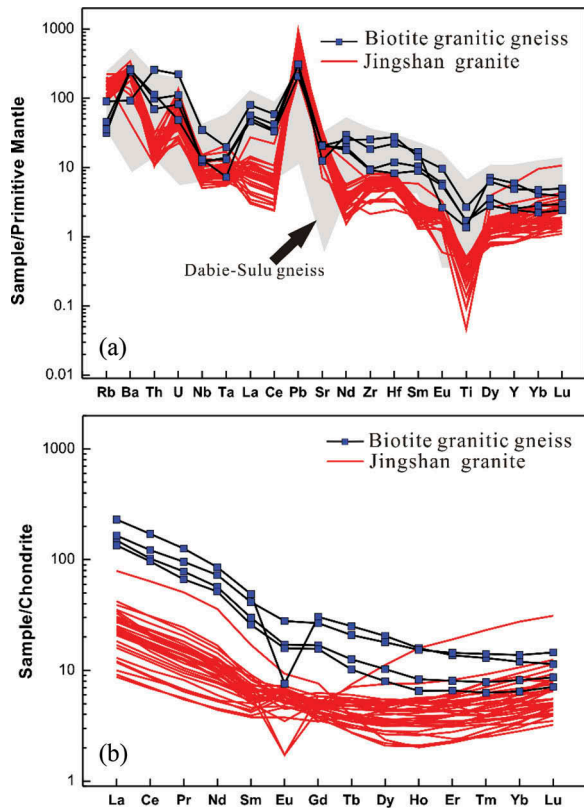 1000
100
10
1
0.1
0.01
Sample/Primitive Mantle
Biotite granitic gneiss
Jingshan granite
Dabie-Sulu gneiss
(a)
Rb Ba Th U Nb Ta La Ce Pb Sr Nd Zr Hf Sm Eu Ti Dy Y Yb Lu
1000
100
10
1
Sample/Chondrite
Biotite granitic gneiss
Jingshan granite
(b)
La Ce Pr Nd Sm Eu Gd Tb Dy Ho Er Tm Yb Lu